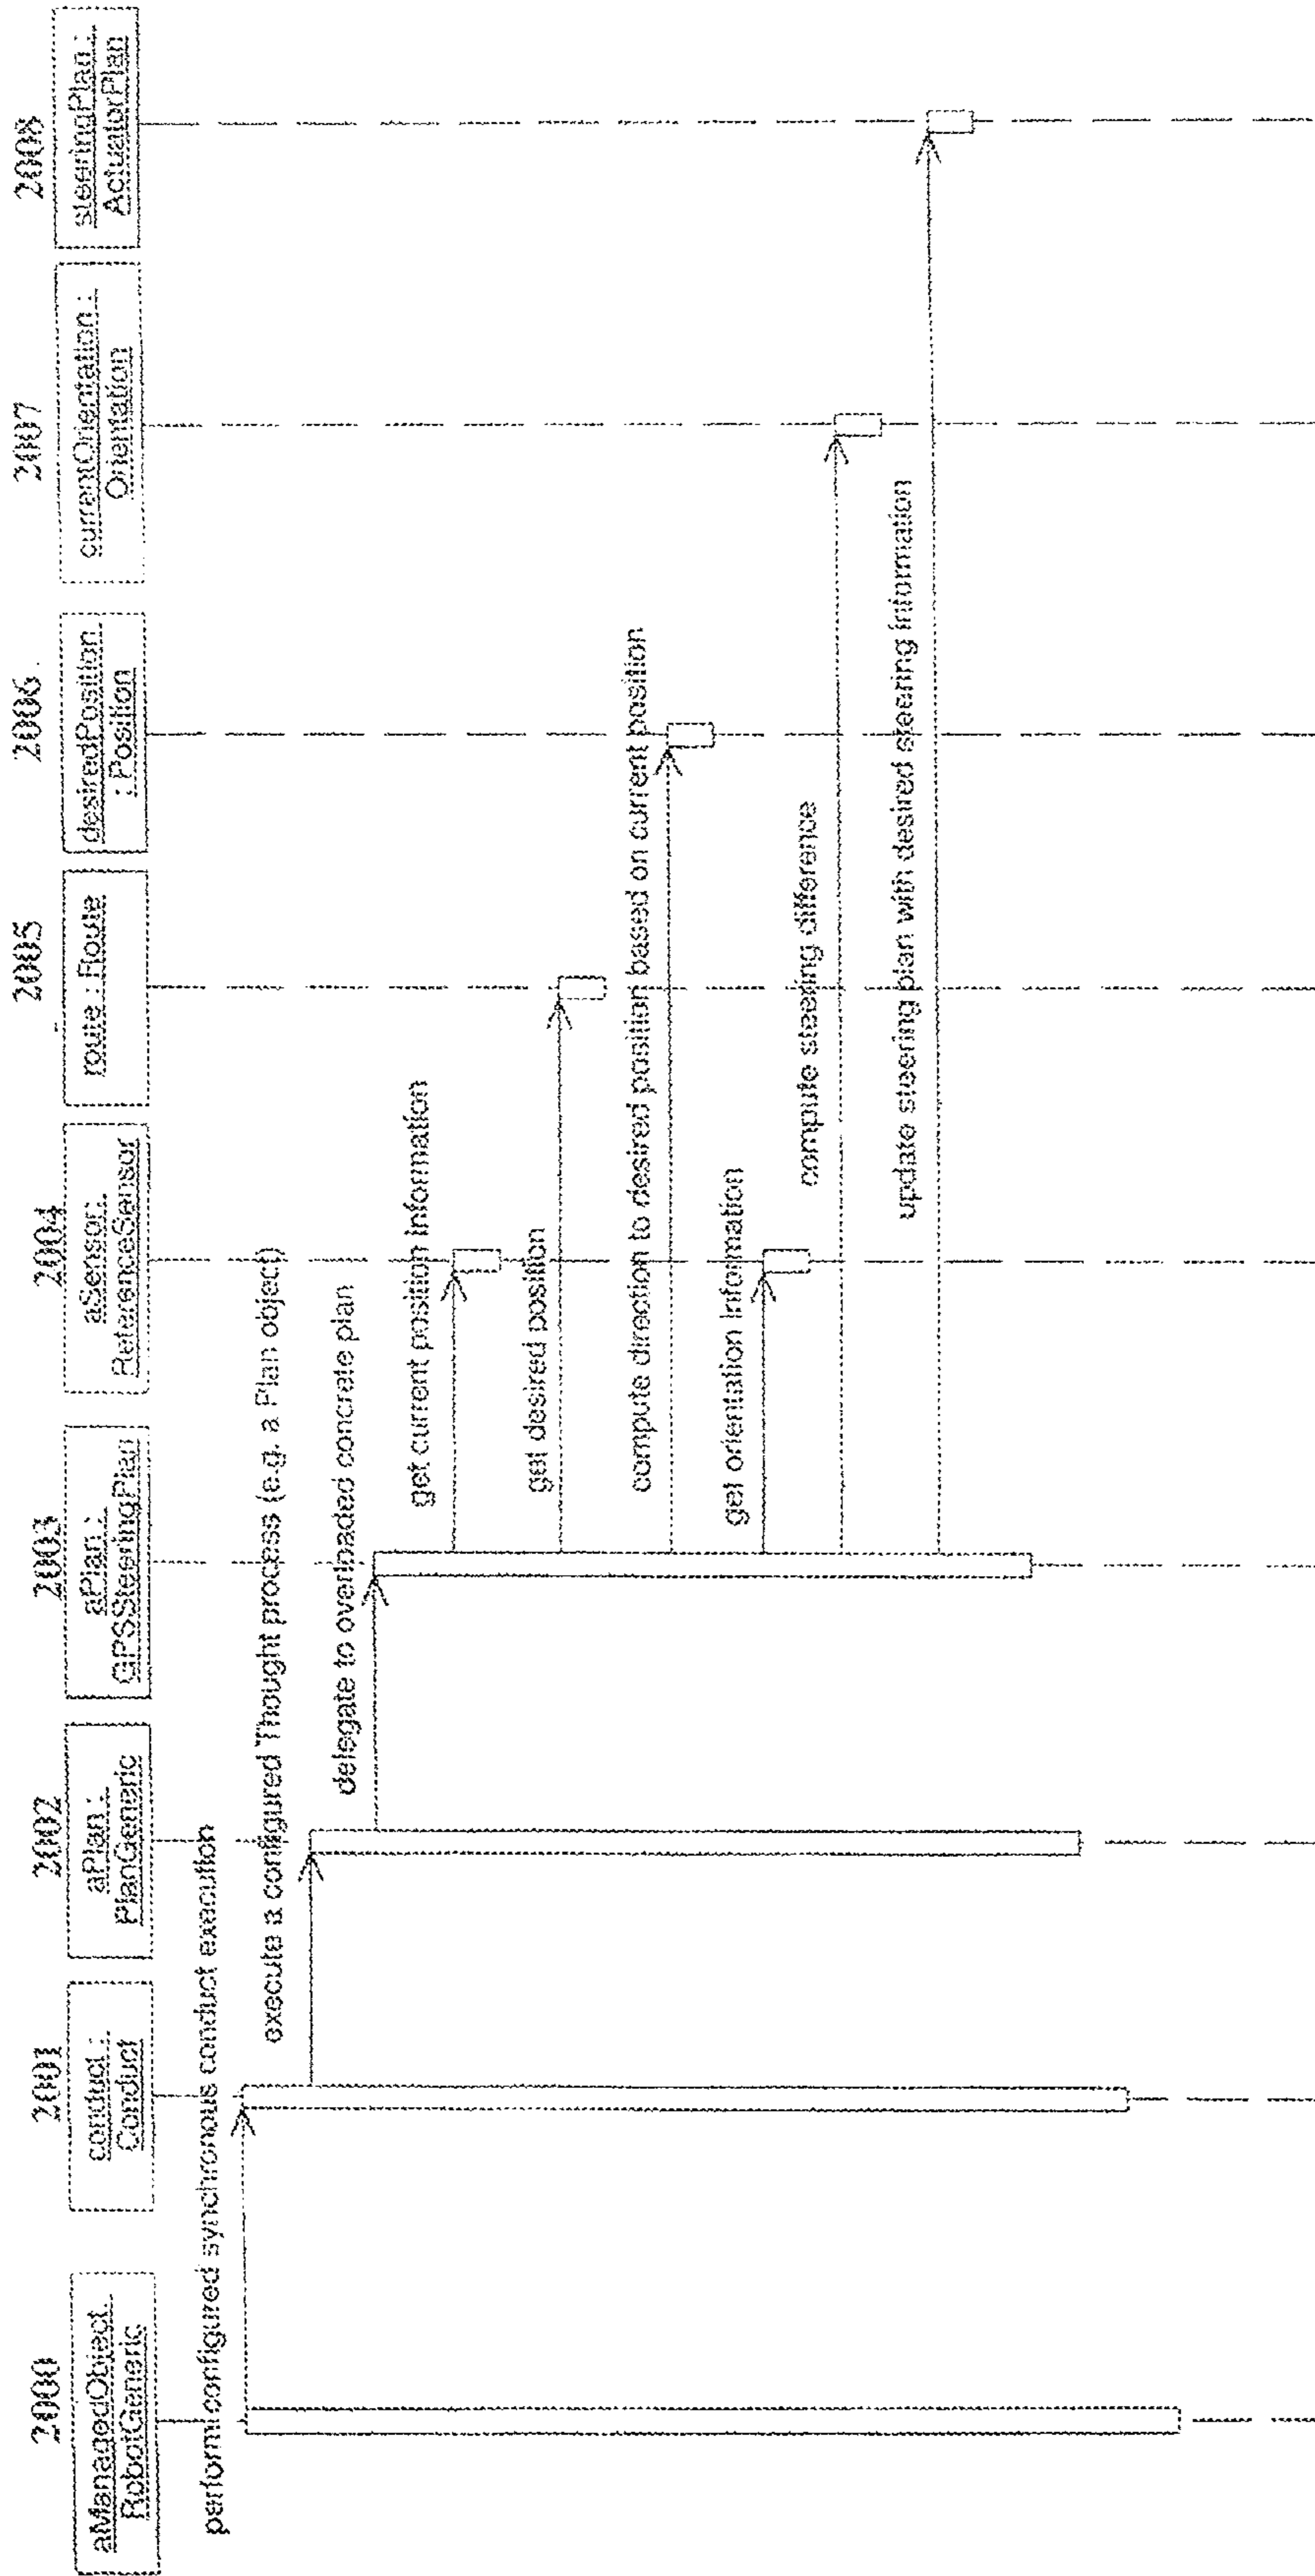 2000
aManagedObject:
RobotGeneric
2001
conduct :
Conduct
2002
aPlan :
PlanGeneric
2003
aPlan :
GPSSteeringPlan
2004
aSensor:
ReferenceSensor
2005
route : Route
2006
desiredPosition
: Position
2007
currentOrientation :
Orientation
2008
steeringPlan :
ActuatorPlan
perform configured synchronous conduct execution
execute a configured Thought process (e.g. a Plan object)
delegate to overloaded concrete plan
get current position information
get desired position
compute direction to desired position based on current position
get orientation information
compute steering difference
update steering plan with desired steering information